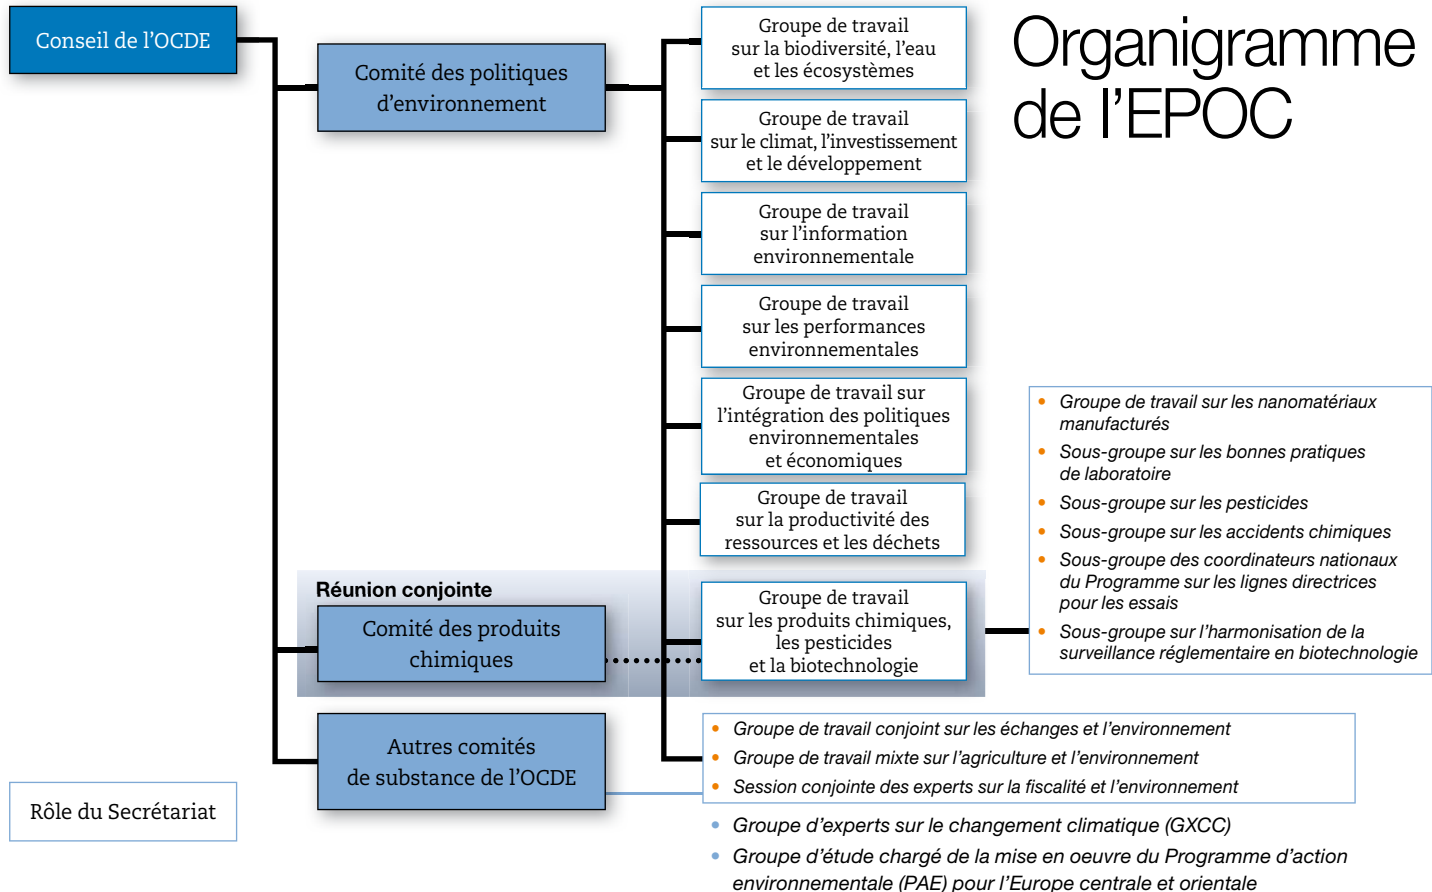 Organigramme
de l’EPOC
Conseil de l’OCDE
Comité des politiques
d’environnement
Groupe de travail
sur la biodiversité, l’eau
et les écosystèmes
Groupe de travail
sur le climat, l’investissement
et le développement
Groupe de travail
sur l’information
environnementale
Groupe de travail
sur les performances
environnementales
Groupe de travail sur
l’intégration des politiques
environnementales
et économiques
Groupe de travail
sur la productivité des
ressources et les déchets
Réunion conjointe
Comité des produits
chimiques
Groupe de travail
sur les produits chimiques,
les pesticides
et la biotechnologie
• Groupe de travail sur les nanomatériaux
manufacturés
• Sous-groupe sur les bonnes pratiques
de laboratoire
• Sous-groupe sur les pesticides
• Sous-groupe sur les accidents chimiques
• Sous-groupe des coordinateurs nationaux
du Programme sur les lignes directrices
pour les essais
• Sous-groupe sur l’harmonisation de la
surveillance réglementaire en biotechnologie
Autres comités
de substance de l’OCDE
• Groupe de travail conjoint sur les échanges et l’environnement
• Groupe de travail mixte sur l’agriculture et l’environnement
• Session conjointe des experts sur la fiscalité et l’environnement
• Groupe d’experts sur le changement climatique (GXCC)
• Groupe d’étude chargé de la mise en oeuvre du Programme d’action
environnementale (PAE) pour l’Europe centrale et orientale
Rôle du Secrétariat